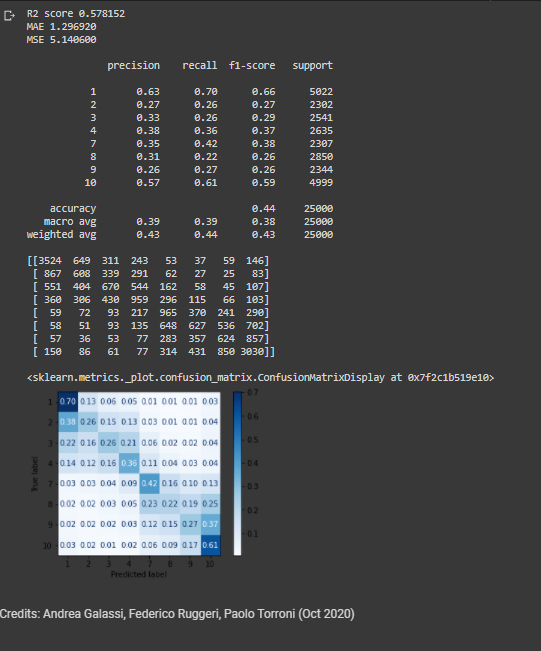 R2 score 0.578152
MAE 1.296920
MSE 5.140600
precision recall f1-score support
1 0.63 0.70 0.66 5022
2 0.27 0.26 0.27 2302
3 0.33 0.26 0.29 2541
4 0.38 0.36 0.37 2635
7 0.35 0.42 0.38 2307
8 0.31 0.22 0.26 2850
9 0.26 0.27 0.26 2344
10 0.57 0.61 0.59 4999
accuracy 0.44 25000
macro avg 0.39 0.39 0.38 25000
weighted avg 0.43 0.44 0.43 25000
[[3524 649 311 243 53 37 59 146]
[ 867 608 339 291 62 27 25 83]
[ 551 404 670 544 162 58 45 107]
[ 360 306 430 959 296 115 66 103]
[ 59 72 93 217 965 370 241 290]
[ 58 51 93 135 648 627 536 702]
[ 57 36 53 77 283 357 624 857]
[ 150 86 61 77 314 431 850 3030]]
<sklearn.metrics._plot.confusion_matrix.ConfusionMatrixDisplay at 0x7f2c1b519e10>
1 0.70 0.13 0.06 0.05 0.01 0.01 0.01 0.03 0.7
2 0.38 0.26 0.15 0.13 0.03 0.01 0.01 0.04 0.6
3 0.22 0.16 0.26 0.21 0.06 0.02 0.02 0.04 0.5
4 0.14 0.12 0.16 0.36 0.11 0.04 0.03 0.04 0.4
7 0.03 0.03 0.04 0.09 0.42 0.16 0.10 0.13 0.3
8 0.02 0.02 0.03 0.05 0.23 0.22 0.19 0.25 0.2
9 0.02 0.02 0.02 0.03 0.12 0.15 0.27 0.37 0.1
10 0.03 0.02 0.01 0.02 0.06 0.09 0.17 0.61
True label
1 2 3 4 7 8 9 10
Predicted label
Credits: Andrea Galassi, Federico Ruggeri, Paolo Torroni (Oct 2020)